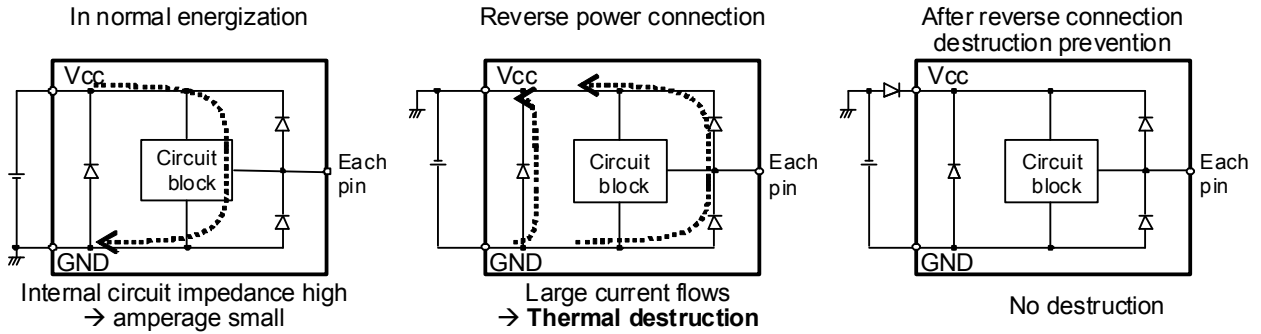 In normal energization
Vcc
Circuit
block
Each
pin
GND
Internal circuit impedance high
→ amperage small
Reverse power connection
Vcc
Circuit
block
Each
pin
GND
Large current flows
→ Thermal destruction
After reverse connection
destruction prevention
Vcc
Circuit
block
Each
pin
GND
No destruction